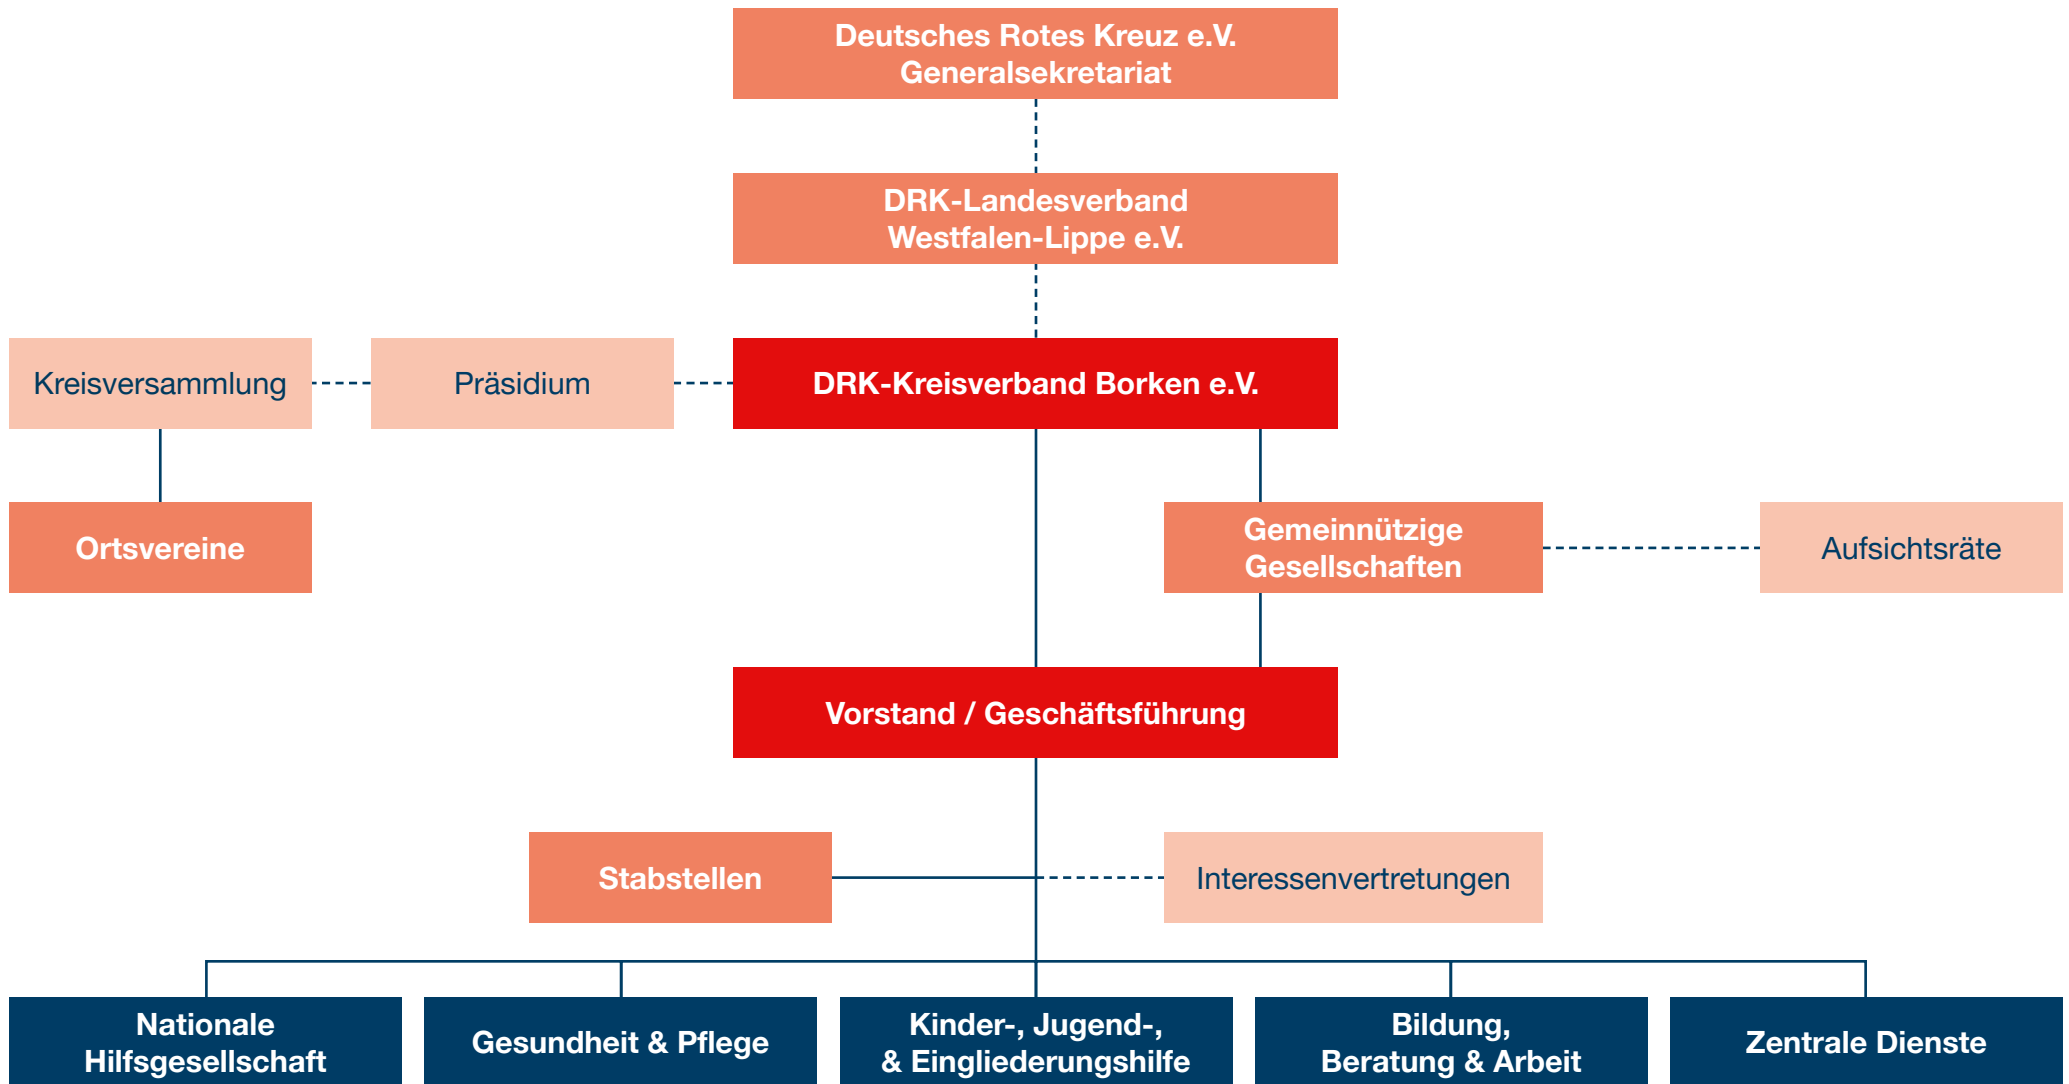 Deutsches Rotes Kreuz e.V.
Generalsekretariat
DRK-Landesverband
Westfalen-Lippe e.V.
Kreisversammlung
Präsidium
DRK-Kreisverband Borken e.V.
Ortsvereine
Gemeinnützige
Gesellschaften
Aufsichtsräte
Vorstand / Geschäftsführung
Stabstellen
Interessenvertretungen
Nationale
Hilfsgesellschaft
Gesundheit & Pflege
Kinder-, Jugend-,
& Eingliederungshilfe
Bildung,
Beratung & Arbeit
Zentrale Dienste